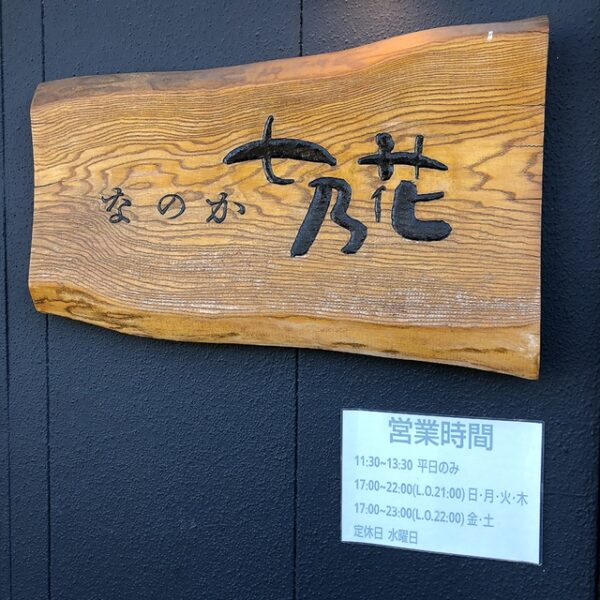 七乃花
なのか
営業時間
11:30~13:30 平日のみ
17:00~22:00(L.O.21:00) 日・月・火・木
17:00~23:00(L.O.22:00) 金・土
定休日 水曜日